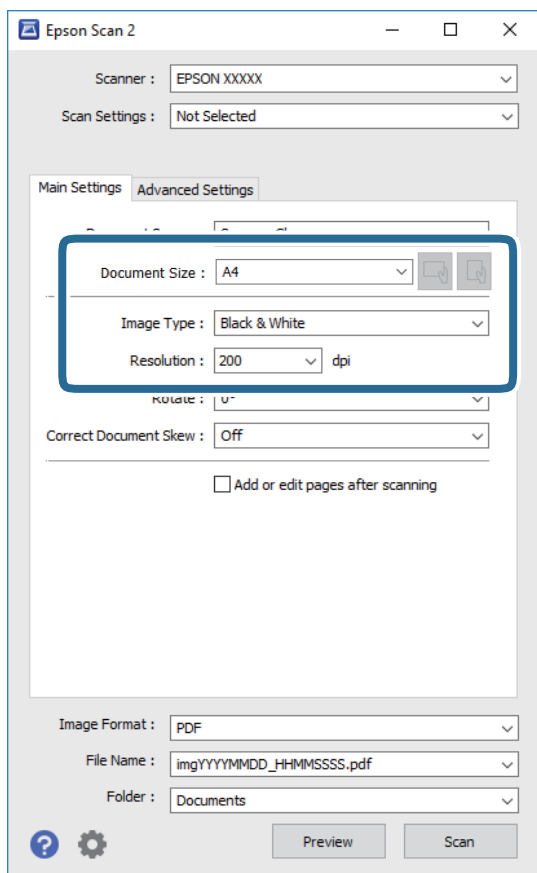 Epson Scan 2
Scanner : EPSON XXXXX
Scan Settings : Not Selected
Main Settings Advanced Settings
Document Size : A4
Image Type : Black & White
Resolution : 200 dpi
Rotate : 0°
Correct Document Skew : Off
Add or edit pages after scanning
Image Format : PDF
File Name : imgYYYYMMDD_HHMMSSSS.pdf
Folder : Documents
? Preview Scan